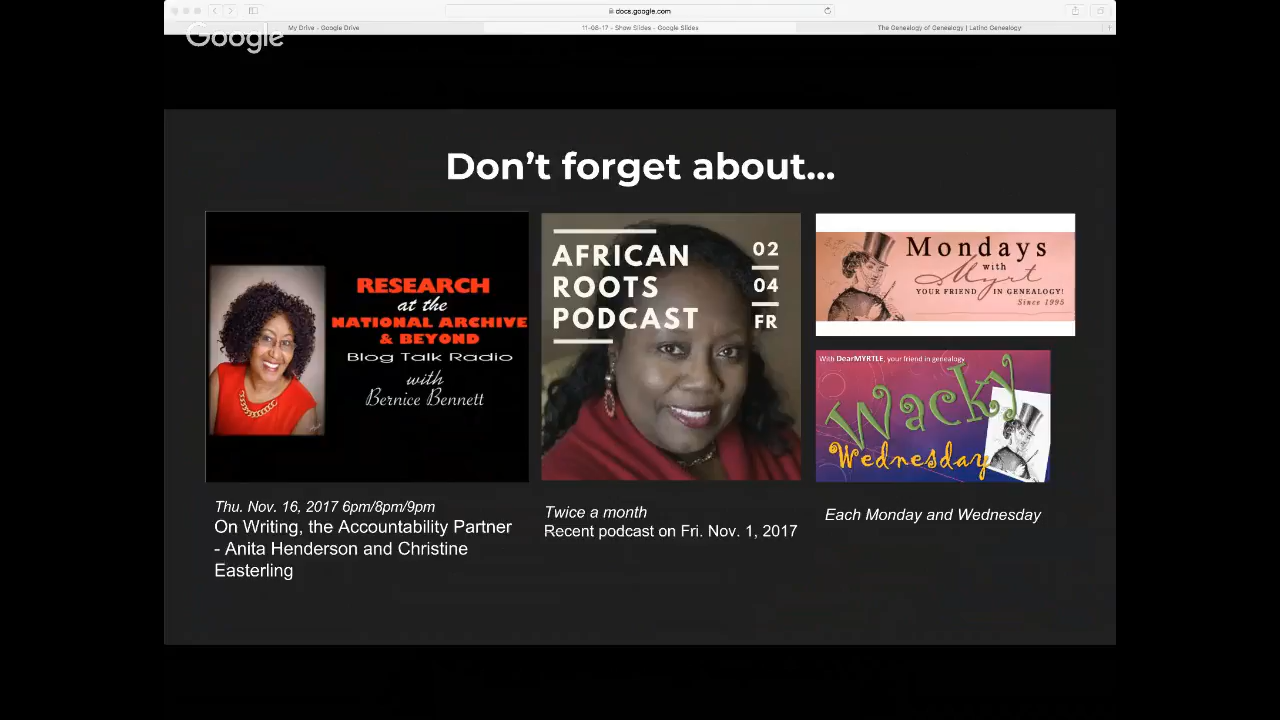 docs.google.com
My Drive - Google Drive
11-08-17 - Show Slides - Google Slides
The Genealogy of Genealogy | Latino Genealogy
Google
Don't forget about...
RESEARCH
at the
NATIONAL ARCHIVE
& BEYOND
Blog Talk Radio
with
Bernice Bennett
Thu. Nov. 16, 2017 6pm/8pm/9pm
On Writing, the Accountability Partner
- Anita Henderson and Christine
Easterling
AFRICAN
ROOTS
PODCAST
02
04
FR
Twice a month
Recent podcast on Fri. Nov. 1, 2017
Mondays
with
Myrt
YOUR FRIEND IN GENEALOGY!
Since 1995
With DearMYRTLE, your friend in genealogy
Wacky
Wednesday
Each Monday and Wednesday